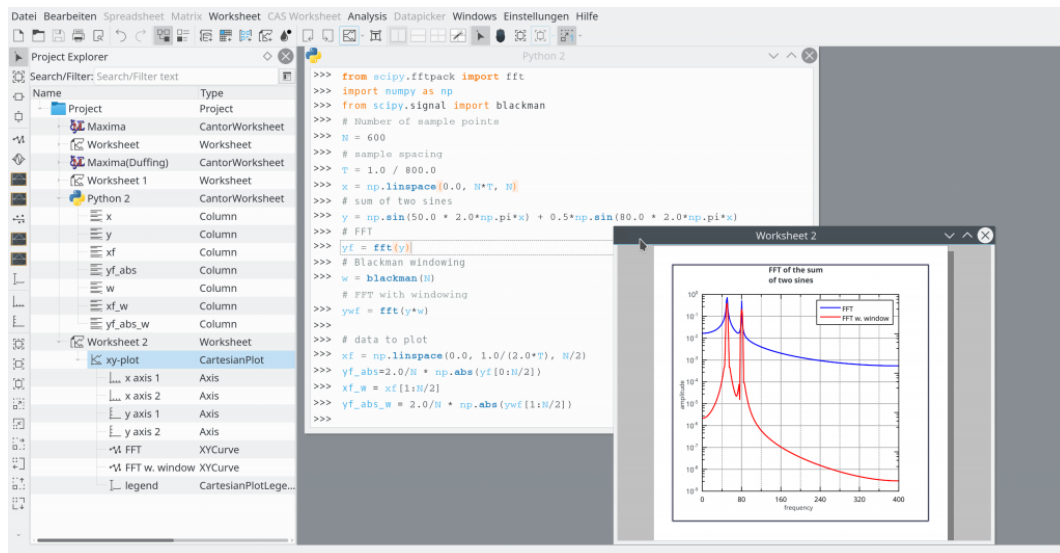 Datei Bearbeiten Spreadsheet Matrix Worksheet CAS Worksheet Analysis Datapicker Windows Einstellungen Hilfe
Project Explorer
Search/Filter: Search/Filter text
Name Type
Project Project
Maxima CantorWorksheet
Worksheet Worksheet
Maxima(Duffing) CantorWorksheet
Worksheet 1 Worksheet
Python 2 CantorWorksheet
x Column
y Column
xf Column
yf_abs Column
w Column
xf_w Column
yf_abs_w Column
Worksheet 2 Worksheet
xy-plot CartesianPlot
x axis 1 Axis
x axis 2 Axis
y axis 1 Axis
y axis 2 Axis
FFT XYCurve
FFT w. window XYCurve
legend CartesianPlotLege...
Python 2
>>> from scipy.fftpack import fft
>>> import numpy as np
>>> from scipy.signal import blackman
>>> # Number of sample points
N = 600
>>> # sample spacing
>>> T = 1.0 / 800.0
>>> x = np.linspace(0.0, N*T, N)
>>> # sum of two sines
>>> y = np.sin(50.0 * 2.0*np.pi*x) + 0.5*np.sin(80.0 * 2.0*np.pi*x)
>>> # FFT
>>> yf = fft(y)
>>> # Blackman windowing
>>> w = blackman(N)
# FFT with windowing
>>> ywf = fft(y*w)
>>>
>>> # data to plot
>>> xf = np.linspace(0.0, 1.0/(2.0*T), N/2)
>>> yf_abs=2.0/N * np.abs(yf[0:N/2])
>>> xf_w = xf[1:N/2]
>>> yf_abs_w = 2.0/N * np.abs(ywf[1:N/2])
>>>
Worksheet 2
FFT of the sum
of two sines
FFT
FFT w. window
amplitude
0 80 160 240 320 400
frequency